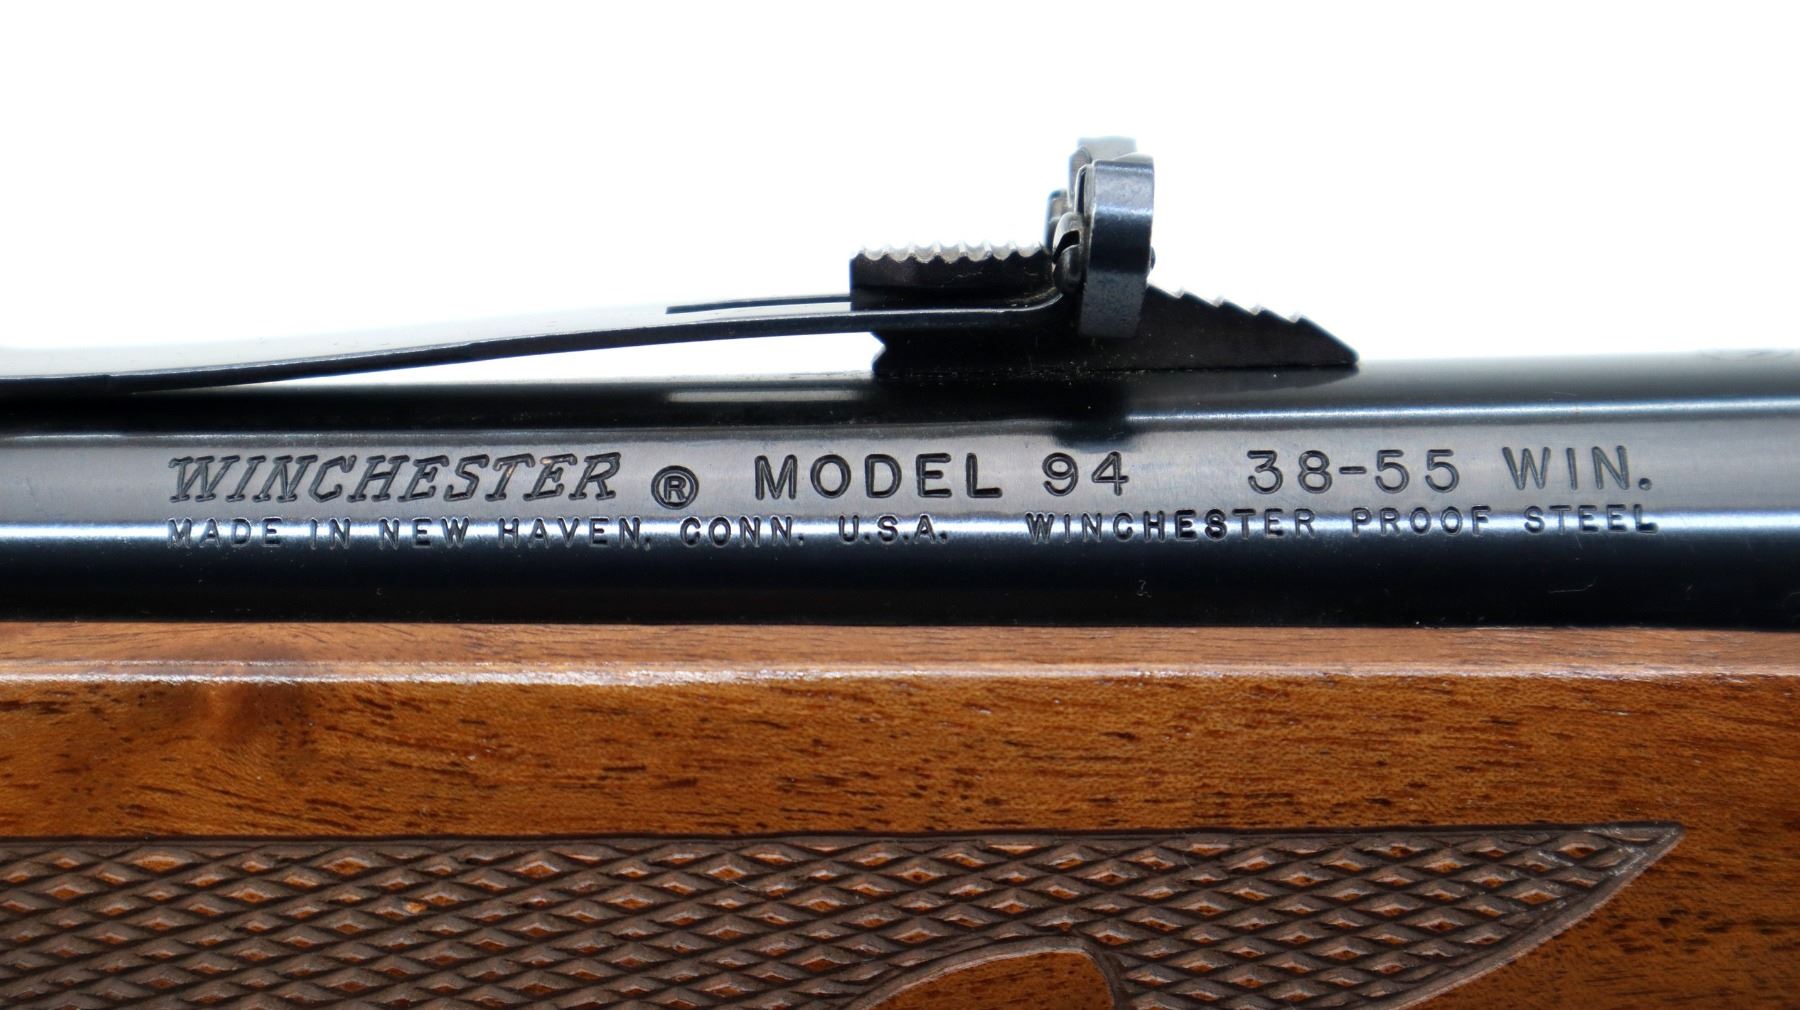 WINCHESTER ® MODEL 94 38-55 WIN.
MADE IN NEW HAVEN, CONN. U.S.A. WINCHESTER PROOF STEEL